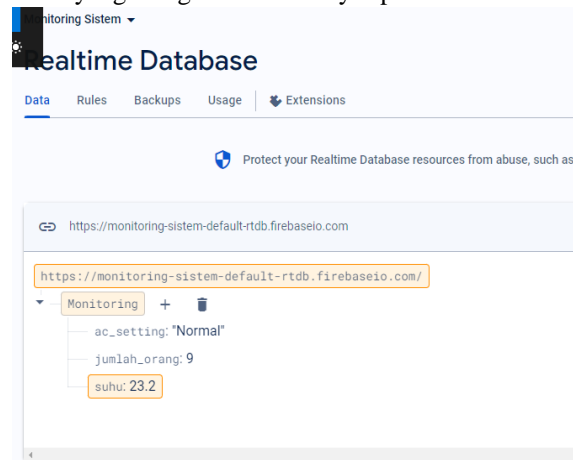 Monitoring Sistem
Realtime Database
Data Rules Backups Usage Extensions
Protect your Realtime Database resources from abuse, such as
https://monitoring-sistem-default-rtdb.firebaseio.com
https://monitoring-sistem-default-rtdb.firebaseio.com/
Monitoring
ac_setting: "Normal"
jumlah_orang: 9
suhu: 23.2